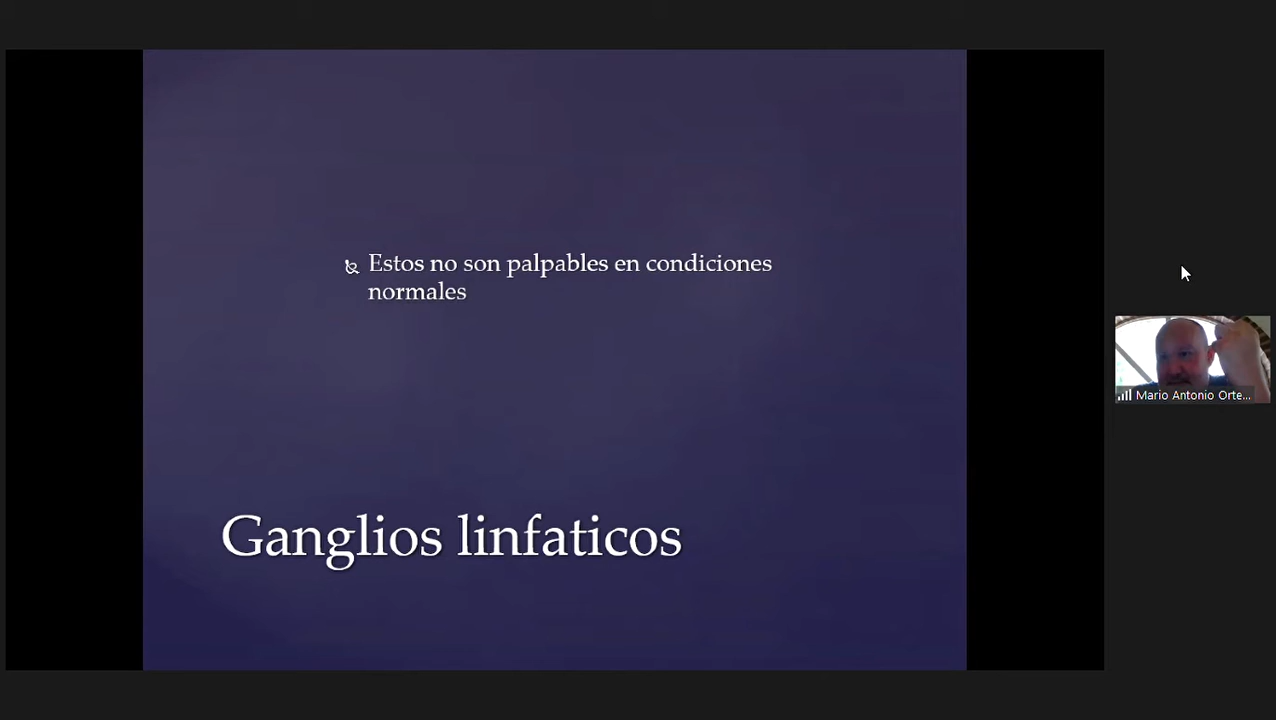 Estos no son palpables en condiciones
normales
Mario Antonio Orte...
Ganglios linfaticos